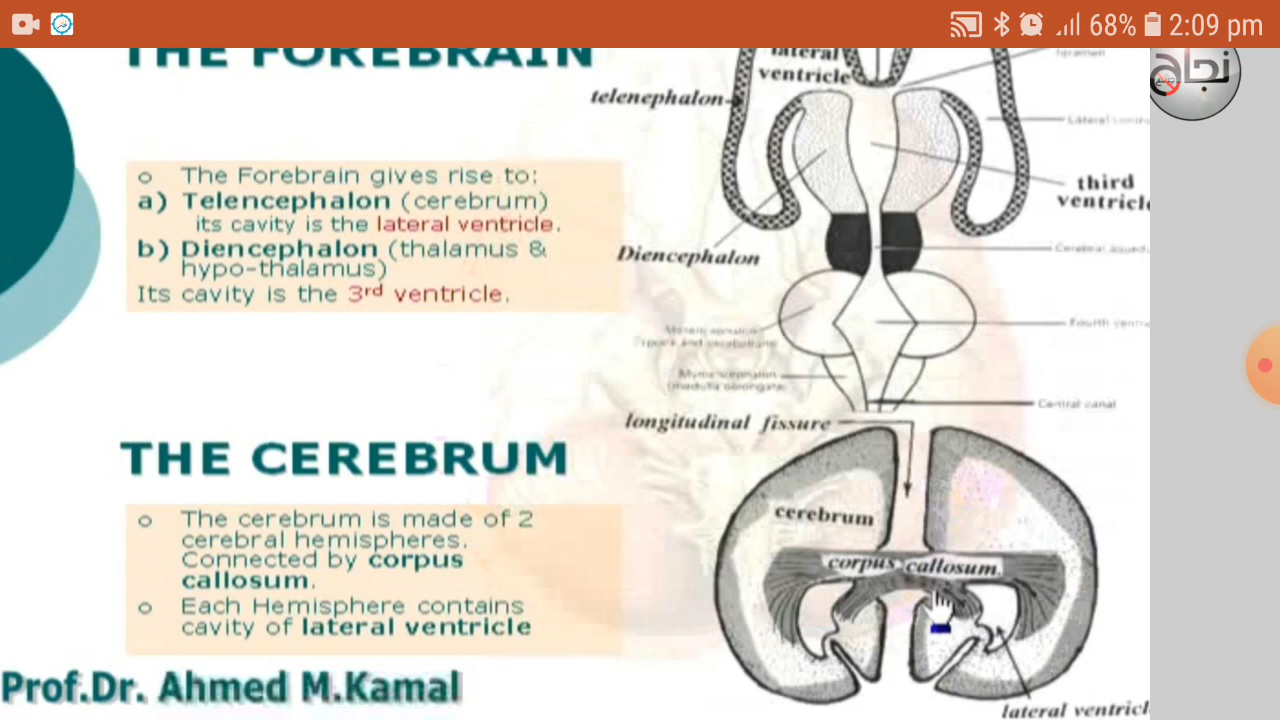 68% 2:09 pm
THE FOREBRAIN
lateral
ventricle
telenephalon
o The Forebrain gives rise to:
a) Telencephalon (cerebrum)
its cavity is the lateral ventricle.
b) Diencephalon (thalamus &
hypo-thalamus)
Its cavity is the 3rd ventricle.
third
Diencephalon
Central canal
longitudinal fissure
THE CEREBRUM
o The cerebrum is made of 2
cerebral hemispheres.
Connected by corpus
callosum.
o Each Hemisphere contains
cavity of lateral ventricle
cerebrum
corpus callosum
lateral
Prof.Dr. Ahmed M.Kamal